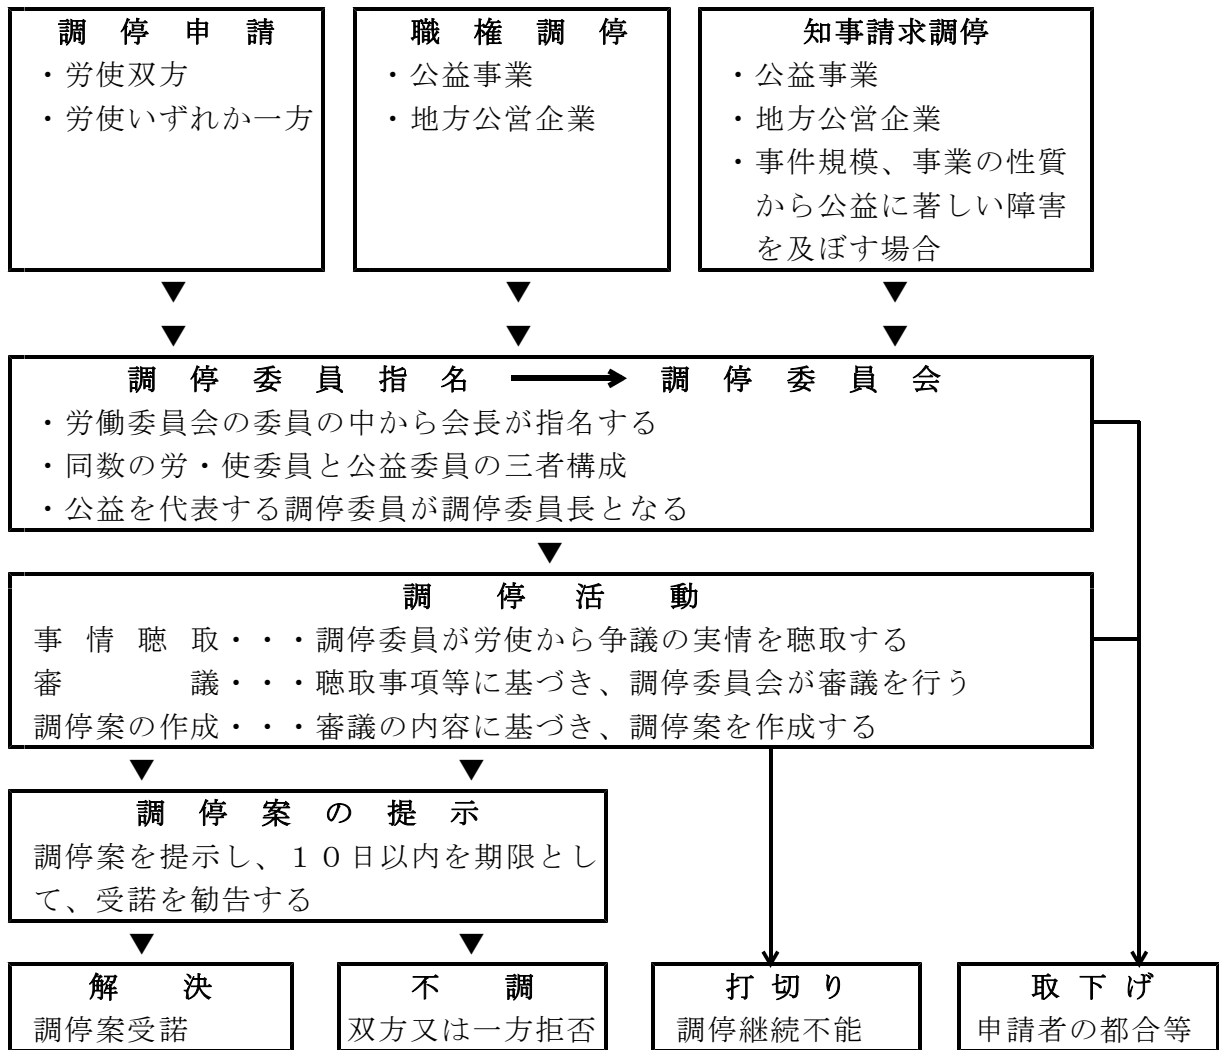 調停申請
・労使双方
・労使いずれか一方
職権調停
・公益事業
・地方公営企業
知事請求調停
・公益事業
・地方公営企業
・事件規模、事業の性質
から公益に著しい障害
を及ぼす場合
調停委員指名 → 調停委員会
・労働委員会の委員の中から会長が指名する
・同数の労・使委員と公益委員の三者構成
・公益を代表する調停委員が調停委員長となる
調停活動
事情聴取・・・調停委員が労使から争議の実情を聴取する
審議・・・聴取事項等に基づき、調停委員会が審議を行う
調停案の作成・・・審議の内容に基づき、調停案を作成する
調停案の提示
調停案を提示し、１０日以内を期限とし
て、受諾を勧告する
解決
調停案受諾
不調
双方又は一方拒否
打切り
調停継続不能
取下げ
申請者の都合等